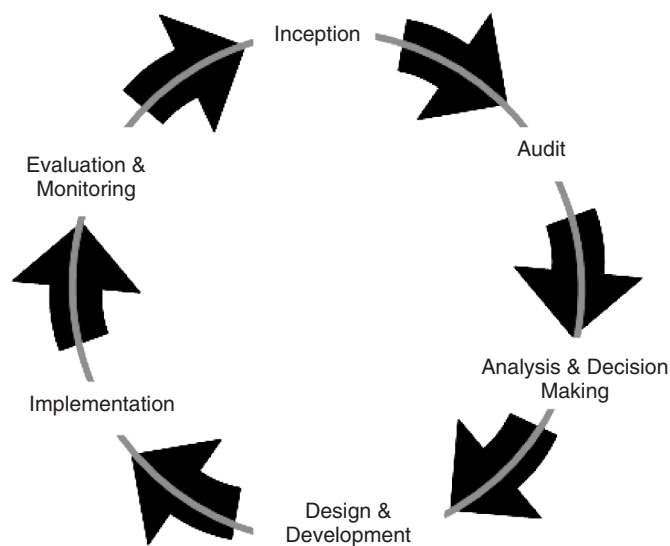 Inception
Audit
Analysis & Decision
Making
Design &
Development
Implementation
Evaluation &
Monitoring